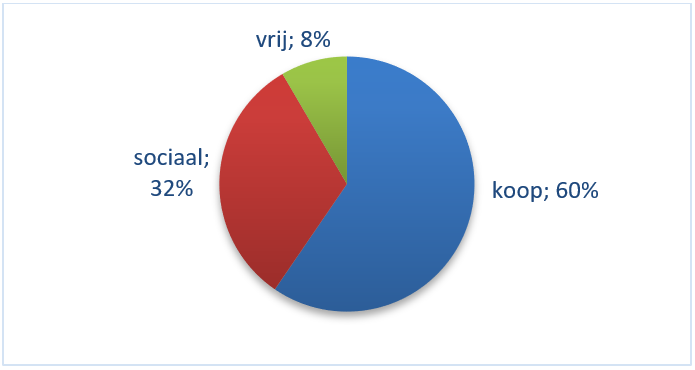 vrij; 8%
sociaal;
32%
koop; 60%